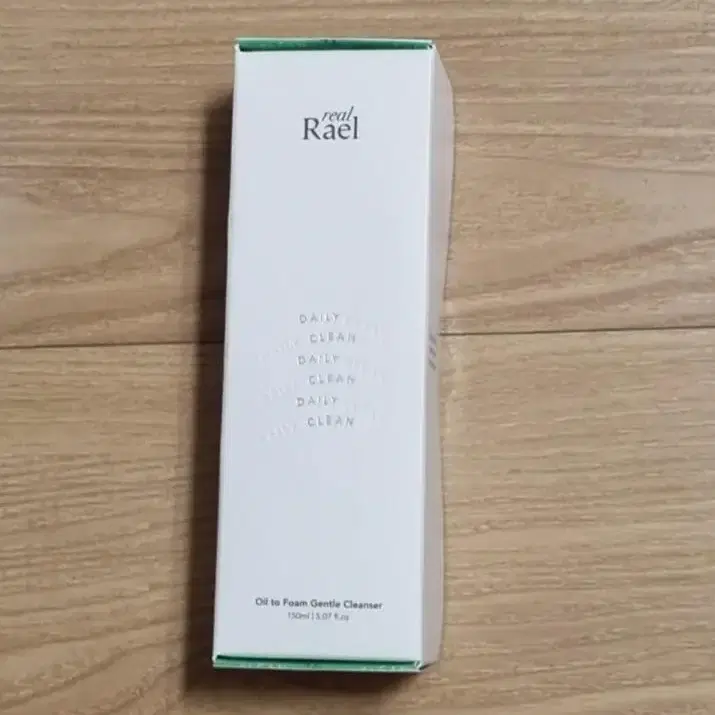 real
Rael
DAILY
CLEAN
DAILY
CLEAN
DAILY
CLEAN
Oil to Foam Gentle Cleanser
150ml | 5.07 fl.oz